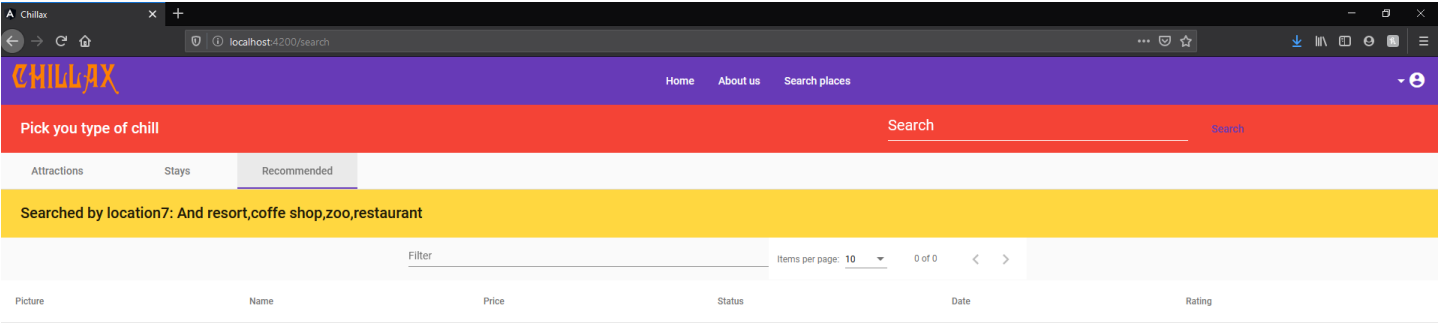 Chillax
localhost:4200/search
CHILLAX Home About us Search places
Pick you type of chill Search Search
Attractions Stays Recommended
Searched by location7: And resort,coffe shop,zoo,restaurant
Filter Items per page: 10 0 of 0
Picture Name Price Status Date Rating